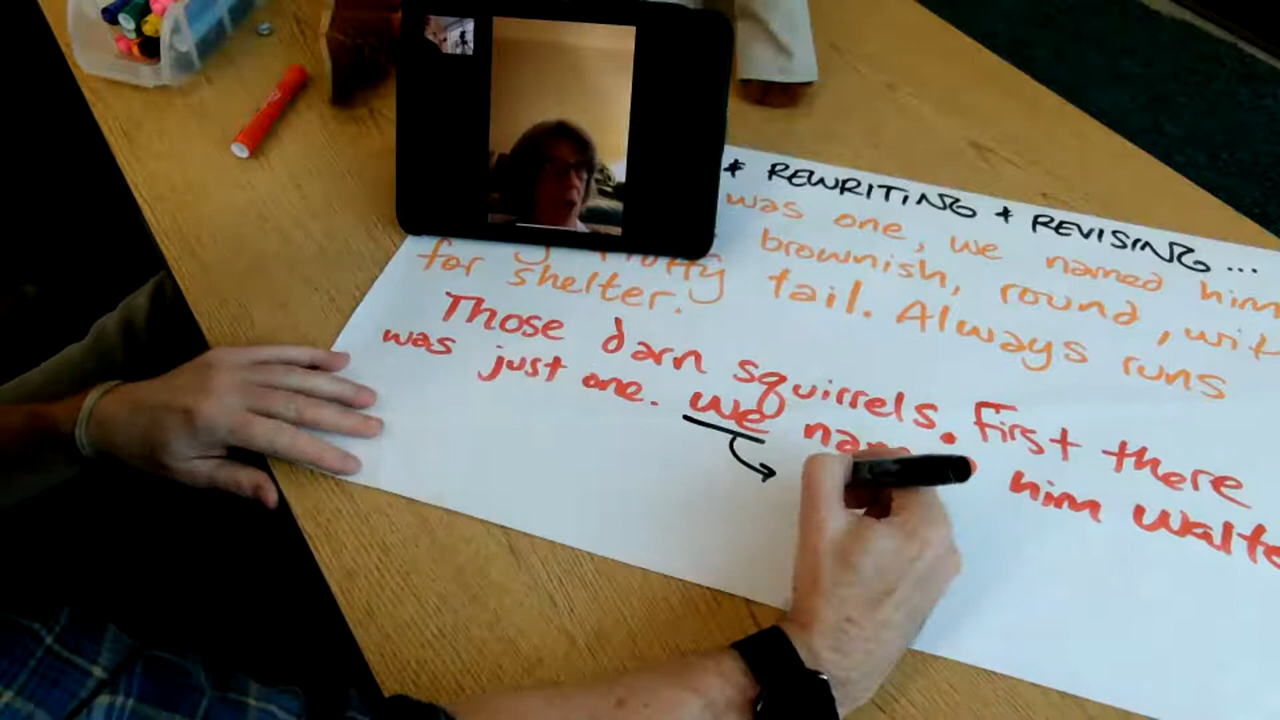 * REWRITING & REVISING...
was one, we named him
fluffy brownish, round, wit
for shelter. tail. Always runs
Those darn squirrels. First there
was just one. We him Walte